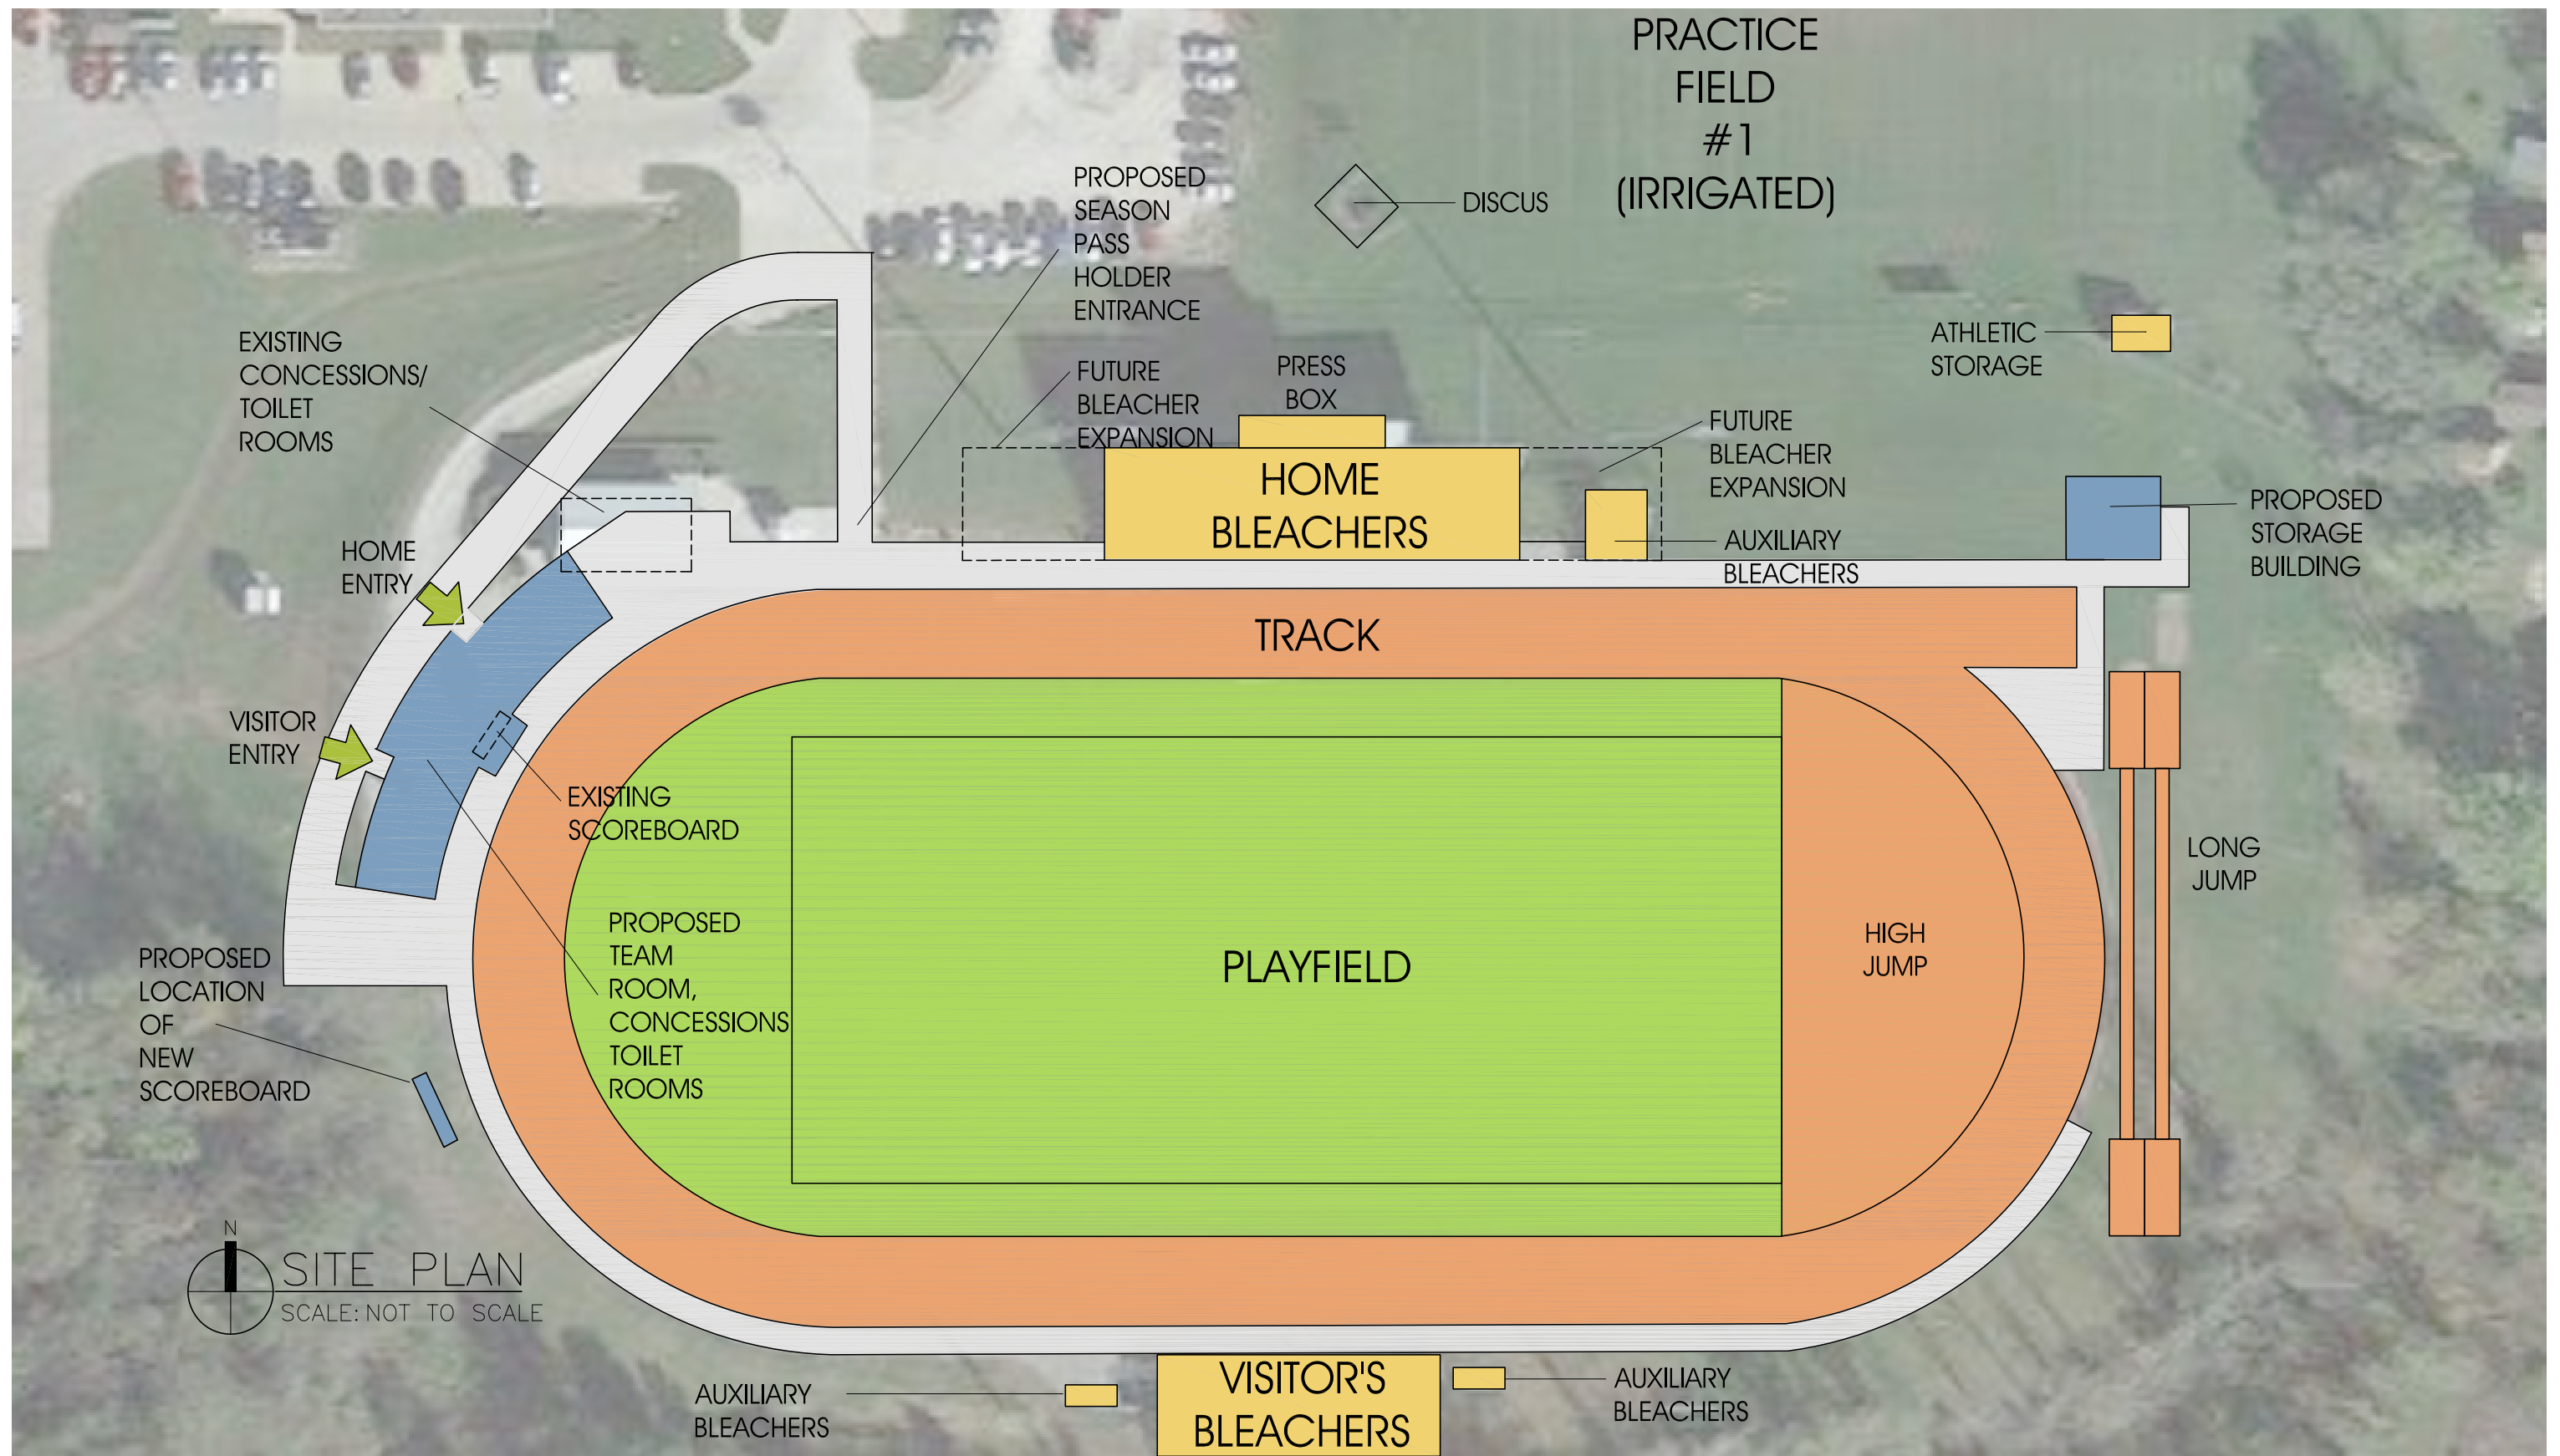 PRACTICE
FIELD
#1
(IRRIGATED)
PROPOSED
SEASON
PASS
HOLDER
ENTRANCE
DISCUS
EXISTING
CONCESSIONS/
TOILET
ROOMS
ATHLETIC
STORAGE
FUTURE
BLEACHER
EXPANSION
PRESS
BOX
FUTURE
BLEACHER
EXPANSION
HOME
BLEACHERS
AUXILIARY
BLEACHERS
PROPOSED
STORAGE
BUILDING
HOME
ENTRY
TRACK
VISITOR
ENTRY
EXISTING
SCOREBOARD
LONG
JUMP
PROPOSED
TEAM
ROOM,
CONCESSIONS
TOILET
ROOMS
PLAYFIELD
HIGH
JUMP
PROPOSED
LOCATION
OF
NEW
SCOREBOARD
N
SITE PLAN
SCALE: NOT TO SCALE
AUXILIARY
BLEACHERS
VISITOR'S
BLEACHERS
AUXILIARY
BLEACHERS